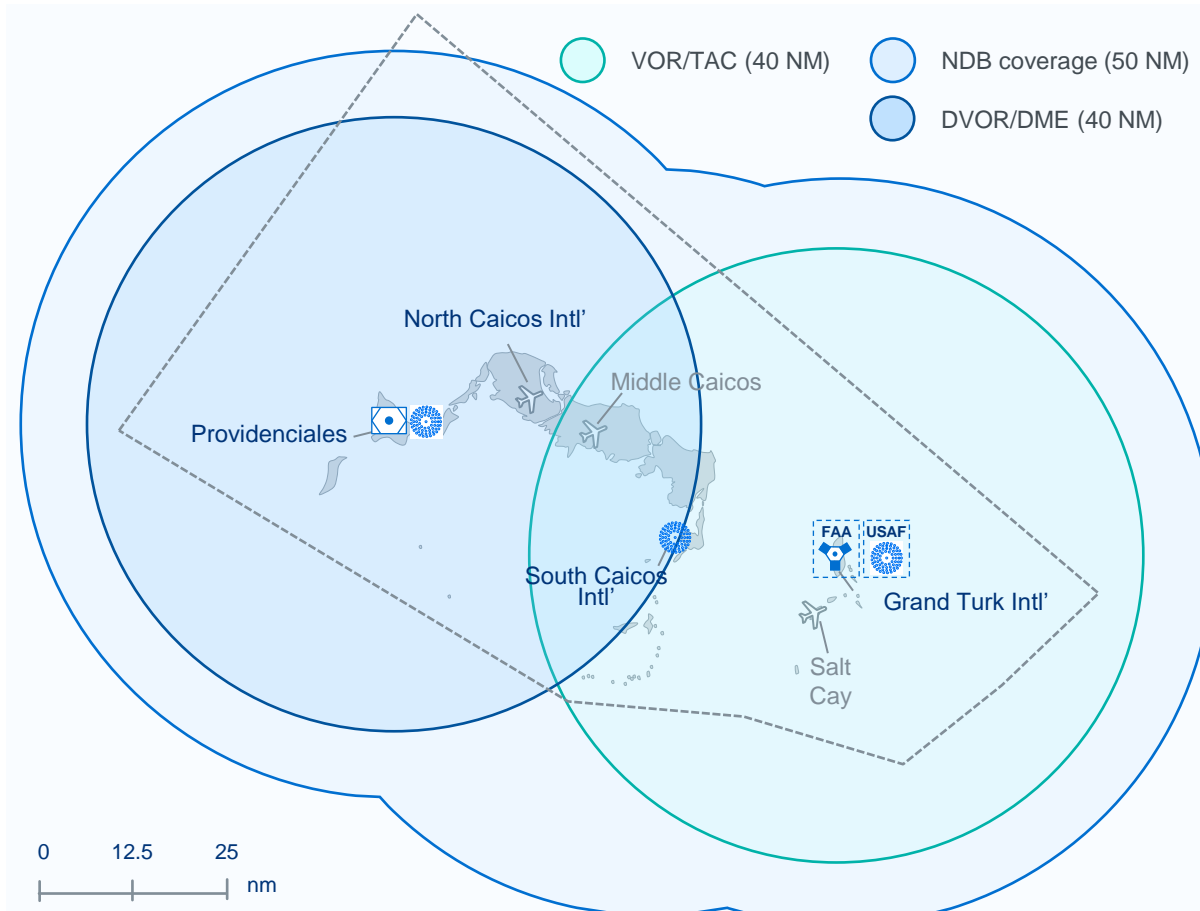 VOR/TAC (40 NM)
NDB coverage (50 NM)
DVOR/DME (40 NM)
North Caicos Intl’
Middle Caicos
Providenciales
FAA
USAF
South Caicos
Intl’
Grand Turk Intl’
Salt
Cay
0 12.5 25
nm